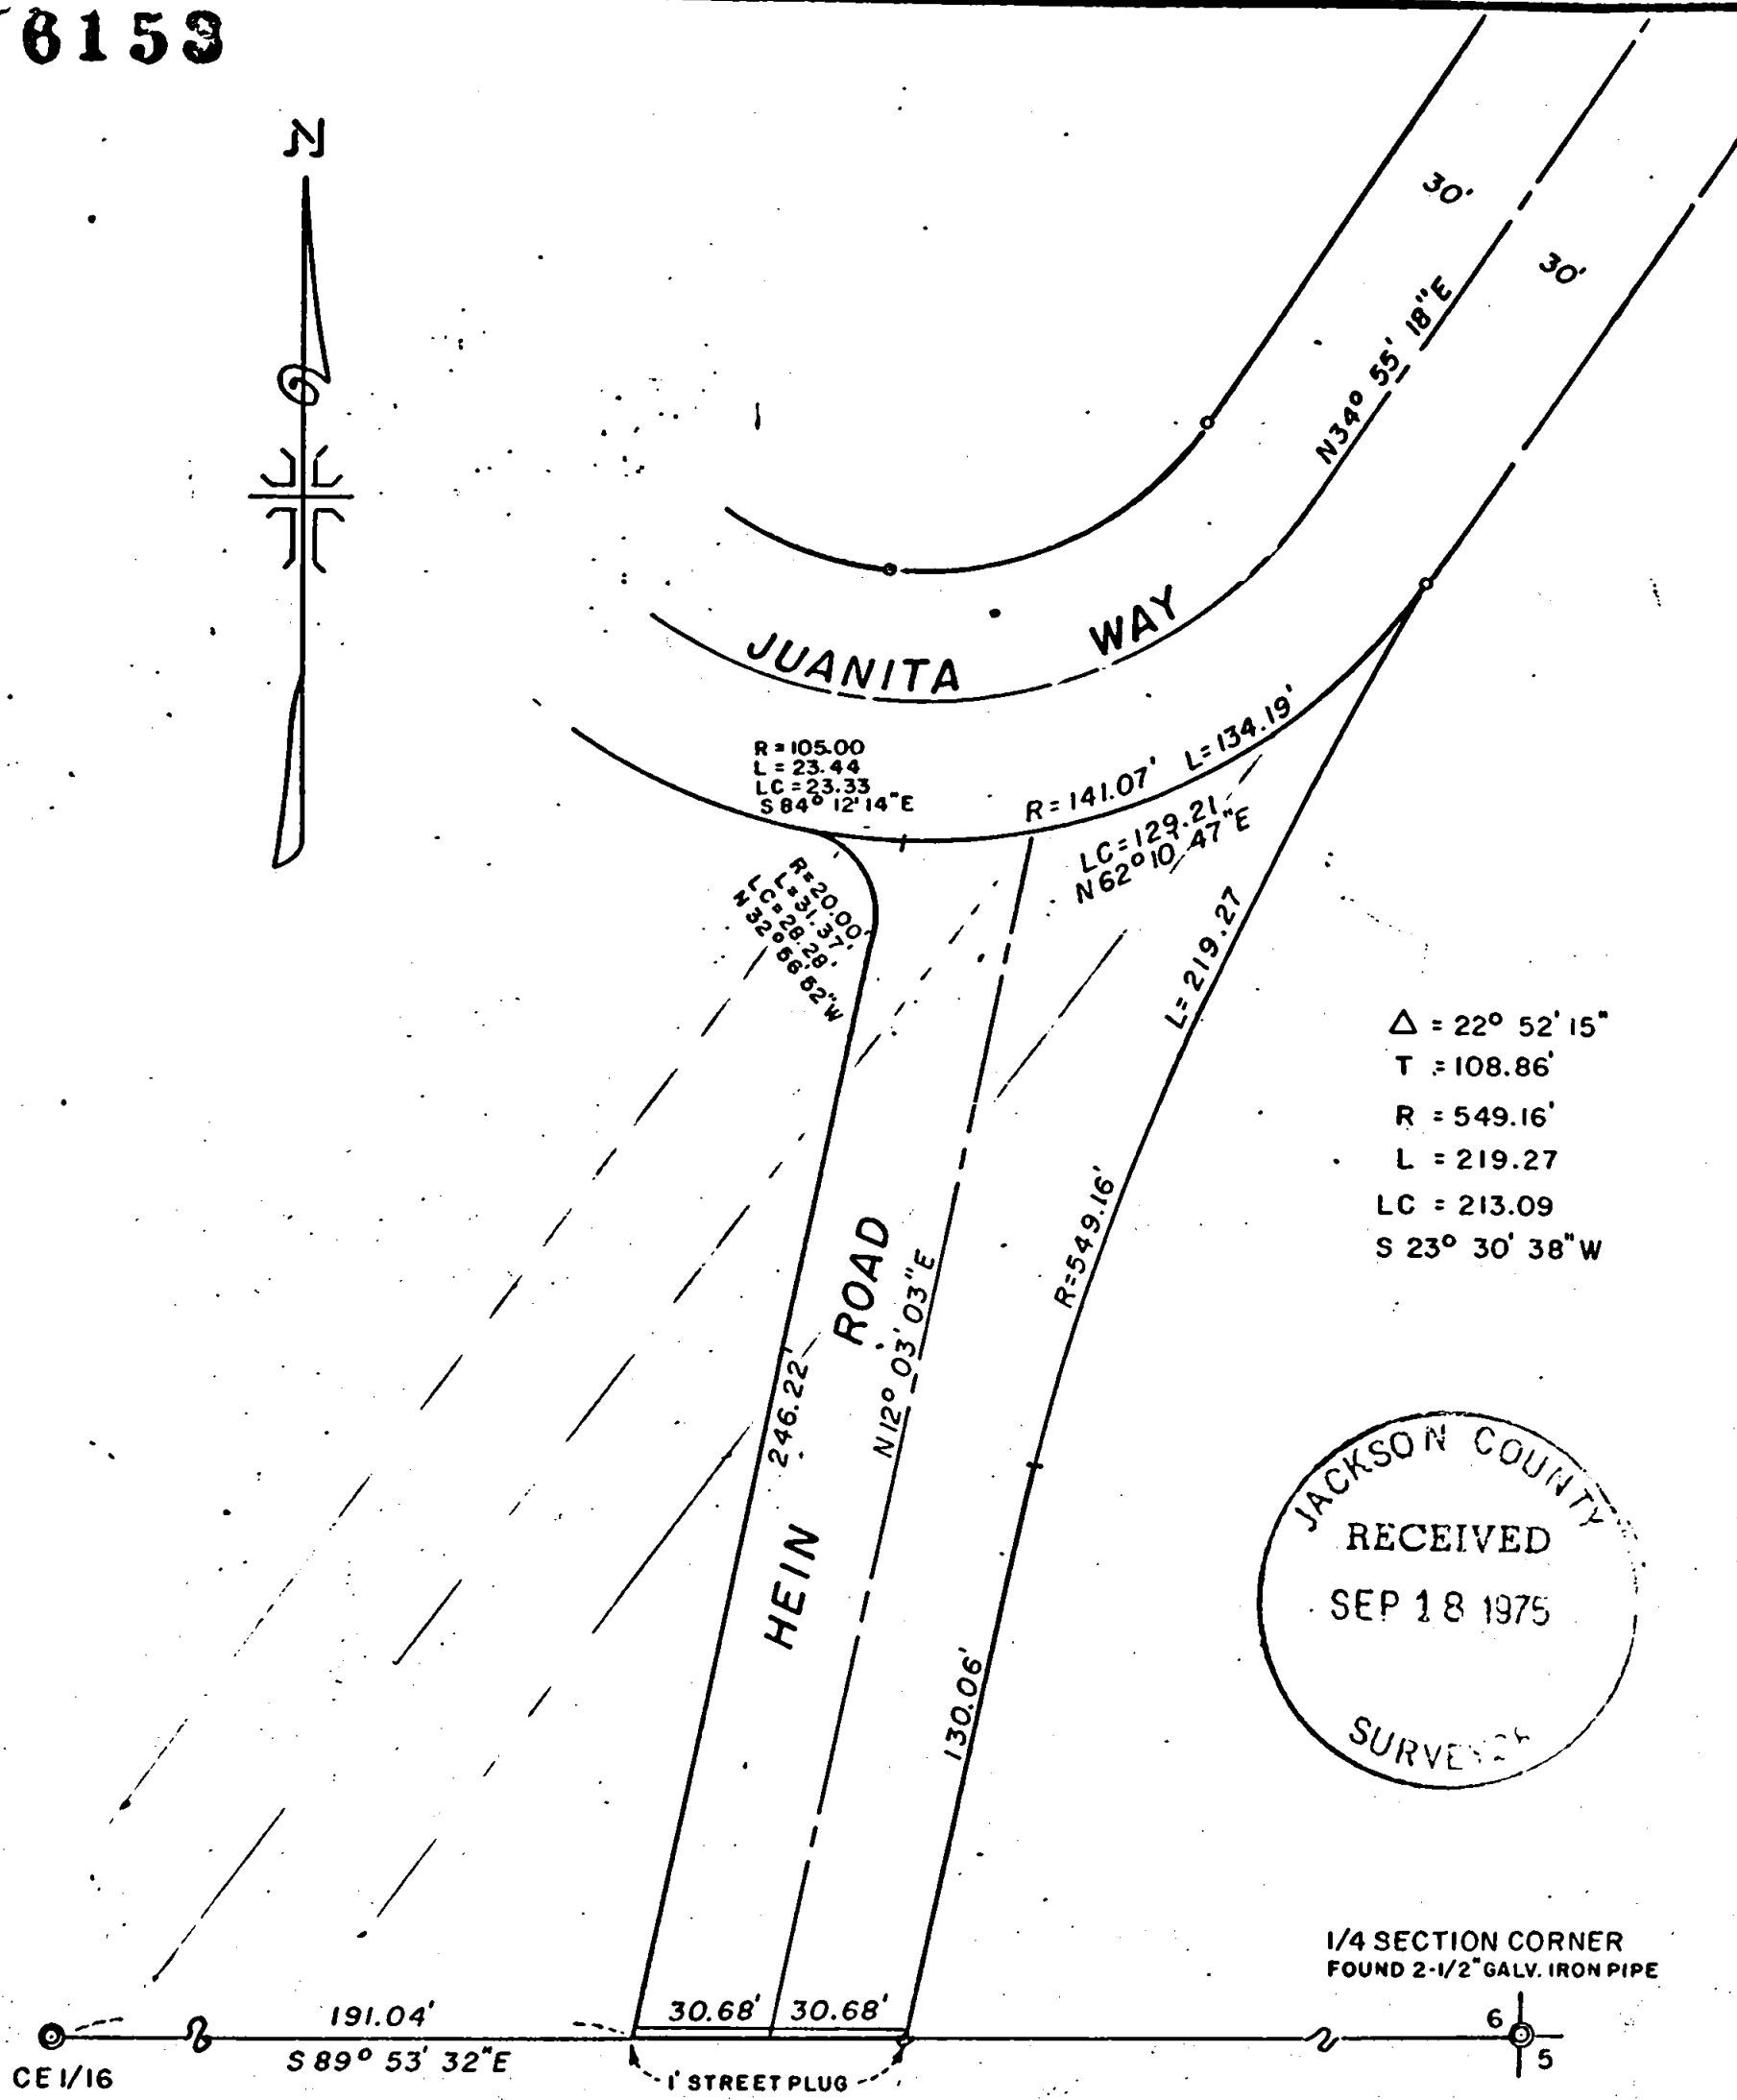 6153
N
30'
30'
N34° 55' 18"E
JUANITA WAY
R = 105.00
L = 23.44
LC = 23.33
S 84° 12' 14"E
R = 141.07' L = 134.19'
LC = 129.21
N 62° 10' 47"E
R = 20.00'
L = 31.37'
LC = 28.28'
N 32° 56' 52"W
L = 219.27
Δ = 22° 52' 15"
T = 108.86'
R = 549.16'
L = 219.27
LC = 213.09
S 23° 30' 38"W
R = 549.16'
HEIN ROAD
246.22'
N 12° 03' 03"E
130.06'
JACKSON COUNTY
RECEIVED
SEP 18 1975
1/4 SECTION CORNER
FOUND 2-1/2" GALV. IRON PIPE
191.04'
30.68' 30.68'
6
5
S 89° 53' 32"E
CE 1/16
1' STREET PLUG